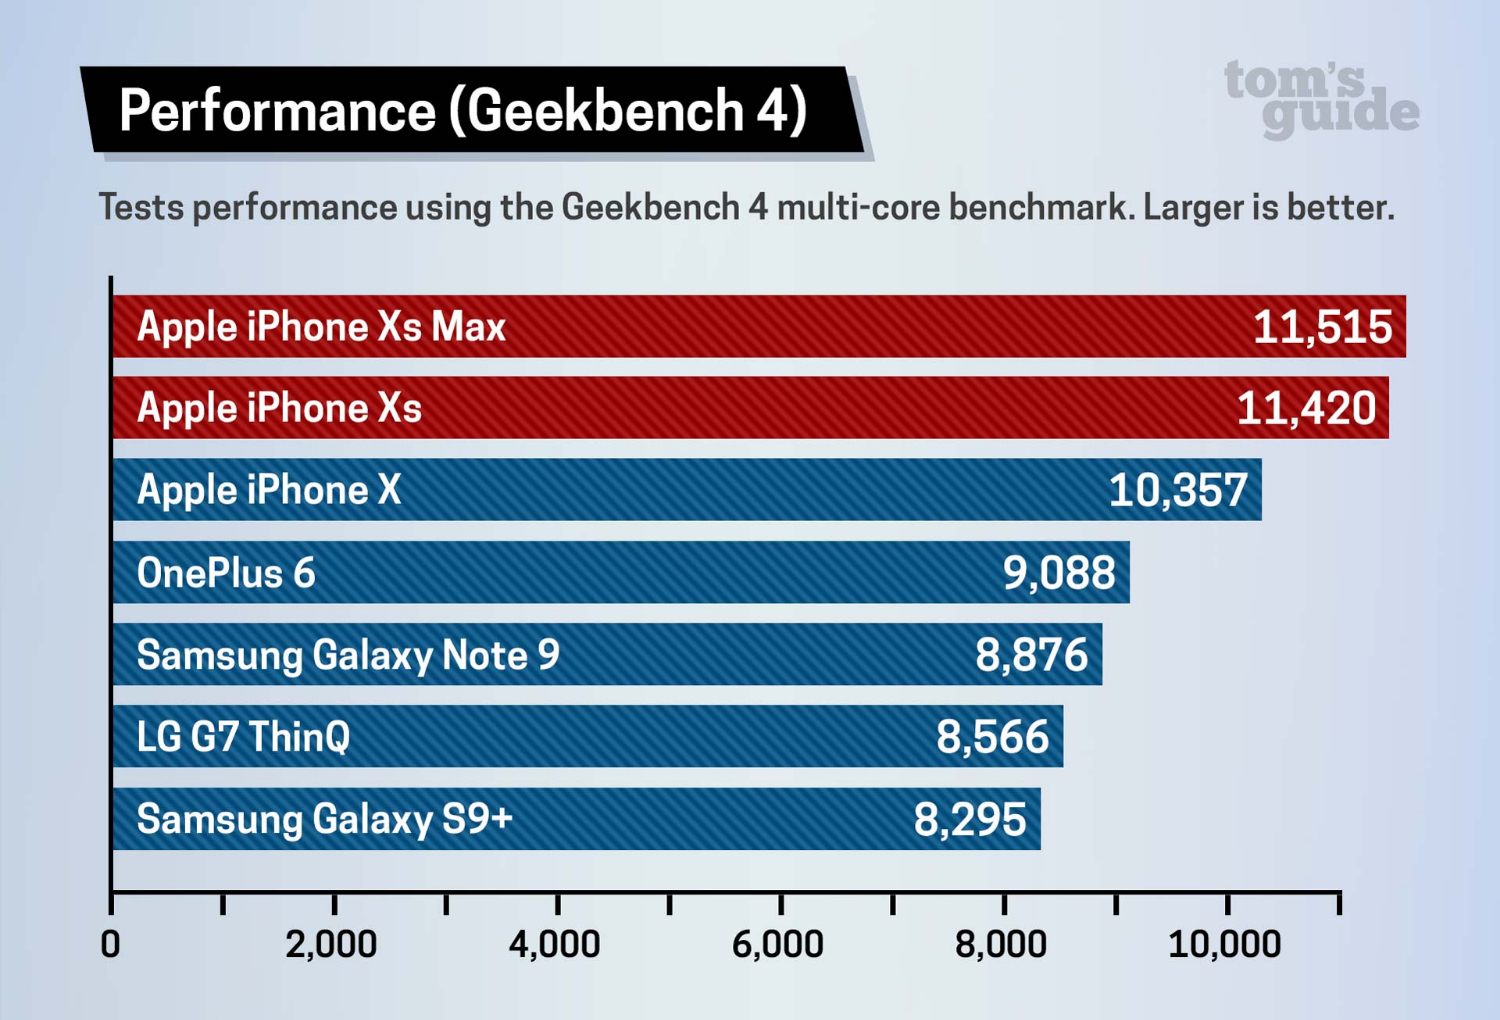 Performance (Geekbench 4)
tom's
guide
Tests performance using the Geekbench 4 multi-core benchmark. Larger is better.
Apple iPhone Xs Max 11,515
Apple iPhone Xs 11,420
Apple iPhone X 10,357
OnePlus 6 9,088
Samsung Galaxy Note 9 8,876
LG G7 ThinQ 8,566
Samsung Galaxy S9+ 8,295
0 2,000 4,000 6,000 8,000 10,000